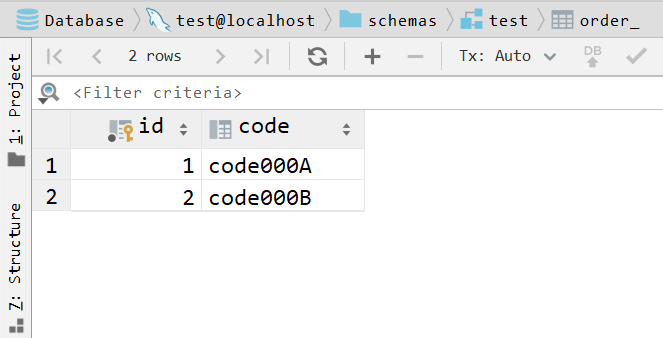 Database test@localhost schemas test order_
2 rows Tx: Auto DB
<Filter criteria>
id code
1 1 code000A
2 2 code000B
1: Project
Z: Structure